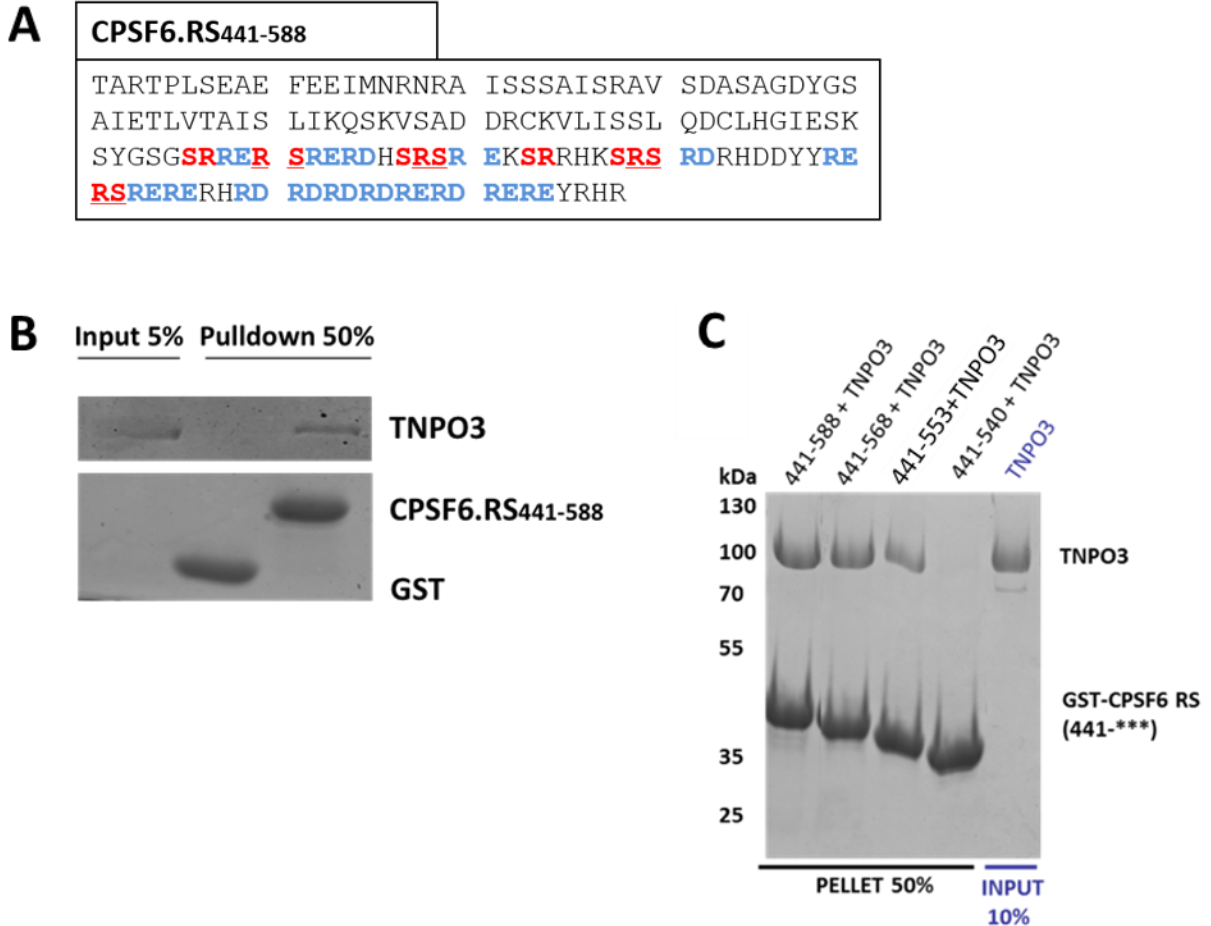 A
CPSF6.RS441-588
TARTPLSEAE FEEIMNRNRA ISSSAISRAV SDASAGDYGS
AIETLVTAIS LIKQSKVSAD DRCKVLISSL QDCLHGIESK
SYGSGSRRER SRERDHSRSR EKSRRHKSRS RDRHDDYYRE
RSRERERHRD RDRDRDRERD REREYRHR
B
Input 5% Pulldown 50%
TNPO3
CPSF6.RS441-588
GST
C
441-588 + TNPO3
441-568 + TNPO3
441-553+TNPO3
441-540 + TNPO3
TNPO3
kDa
130
100
70
55
35
25
TNPO3
GST-CPSF6 RS
(441-***)
PELLET 50%
INPUT
10%